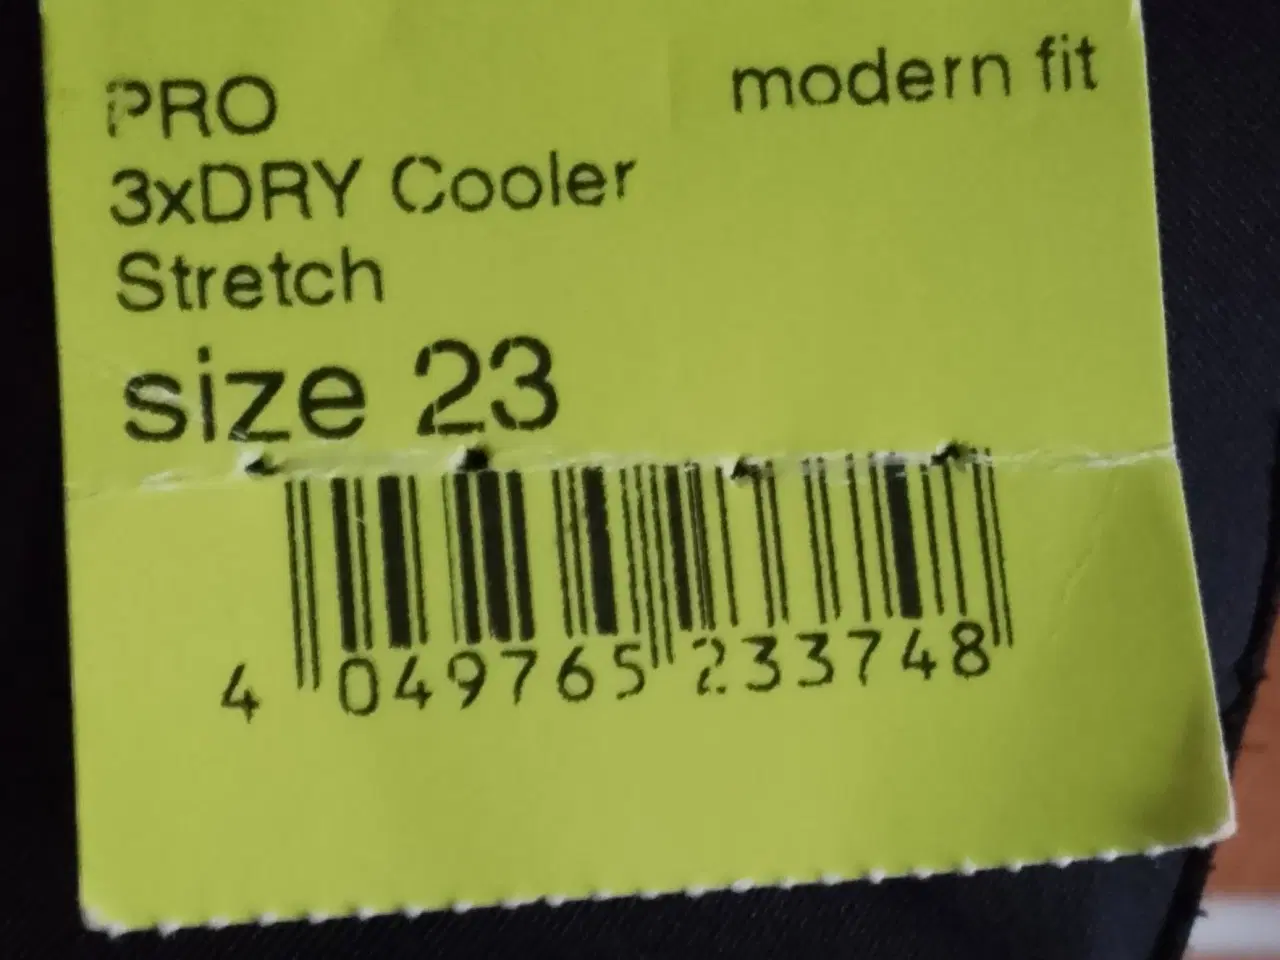 PRO
modern fit
3xDRY Cooler
Stretch
size 23
4 049765 233748